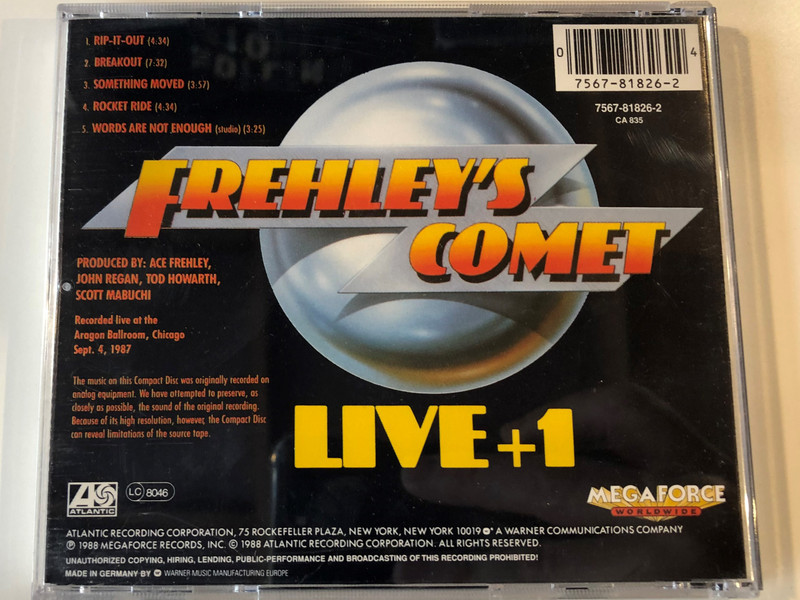 1. RIP-IT-OUT (4:34)
2. BREAKOUT (7:32)
3. SOMETHING MOVED (3:57)
4. ROCKET RIDE (4:34)
5. WORDS ARE NOT ENOUGH (studio) (3:25)
0 4
7567-81826-2
7567-81826-2
CA 835
FREHLEY'S
COMET
PRODUCED BY: ACE FREHLEY,
JOHN REGAN, TOD HOWARTH,
SCOTT MABUCHI
Recorded live at the
Aragon Ballroom, Chicago
Sept. 4, 1987
The music on this Compact Disc was originally recorded on
analog equipment. We have attempted to preserve, as
closely as possible, the sound of the original recording.
Because of its high resolution, however, the Compact Disc
can reveal limitations of the source tape.
LIVE +1
ATLANTIC
LC 8046
MEGAFORCE
WORLDWIDE
ATLANTIC RECORDING CORPORATION, 75 ROCKEFELLER PLAZA, NEW YORK, NEW YORK 10019 * A WARNER COMMUNICATIONS COMPANY
℗ 1988 MEGAFORCE RECORDS, INC. © 1988 ATLANTIC RECORDING CORPORATION. ALL RIGHTS RESERVED.
UNAUTHORIZED COPYING, HIRING, LENDING, PUBLIC-PERFORMANCE AND BROADCASTING OF THIS RECORDING PROHIBITED!
MADE IN GERMANY BY WARNER MUSIC MANUFACTURING EUROPE